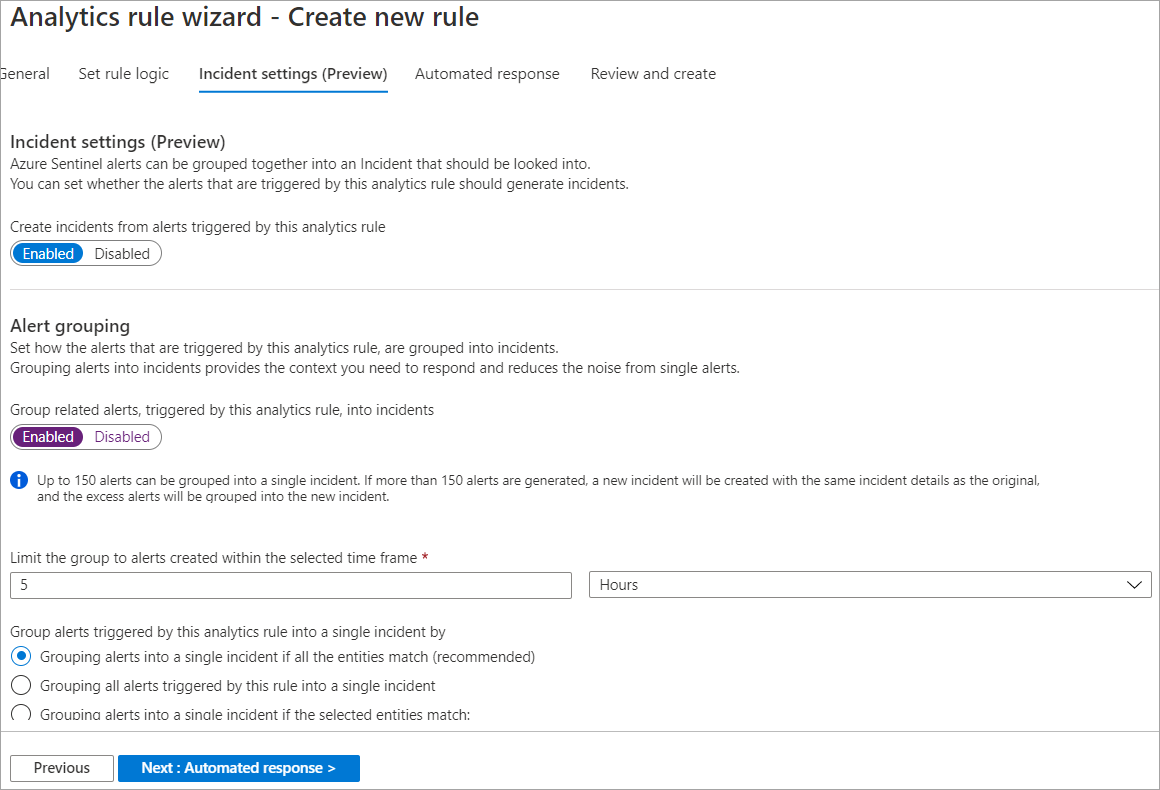 Analytics rule wizard - Create new rule
General Set rule logic Incident settings (Preview) Automated response Review and create
Incident settings (Preview)
Azure Sentinel alerts can be grouped together into an Incident that should be looked into.
You can set whether the alerts that are triggered by this analytics rule should generate incidents.
Create incidents from alerts triggered by this analytics rule
Enabled Disabled
Alert grouping
Set how the alerts that are triggered by this analytics rule, are grouped into incidents.
Grouping alerts into incidents provides the context you need to respond and reduces the noise from single alerts.
Group related alerts, triggered by this analytics rule, into incidents
Enabled Disabled
Up to 150 alerts can be grouped into a single incident. If more than 150 alerts are generated, a new incident will be created with the same incident details as the original,
and the excess alerts will be grouped into the new incident.
Limit the group to alerts created within the selected time frame *
5 Hours
Group alerts triggered by this analytics rule into a single incident by
Grouping alerts into a single incident if all the entities match (recommended)
Grouping all alerts triggered by this rule into a single incident
Grouping alerts into a single incident if the selected entities match:
Previous Next : Automated response >